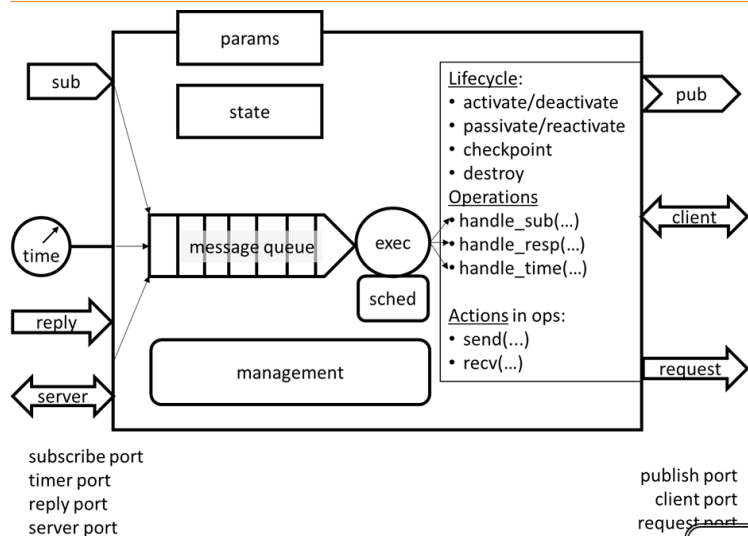 params
sub
state
time
reply
server
message queue
exec
sched
management
Lifecycle:
• activate/deactivate
• passivate/reactivate
• checkpoint
• destroy
Operations
• handle_sub(...)
• handle_resp(...)
• handle_time(...)
Actions in ops:
• send(...)
• recv(...)
pub
client
request
subscribe port
timer port
reply port
server port
publish port
client port
request port